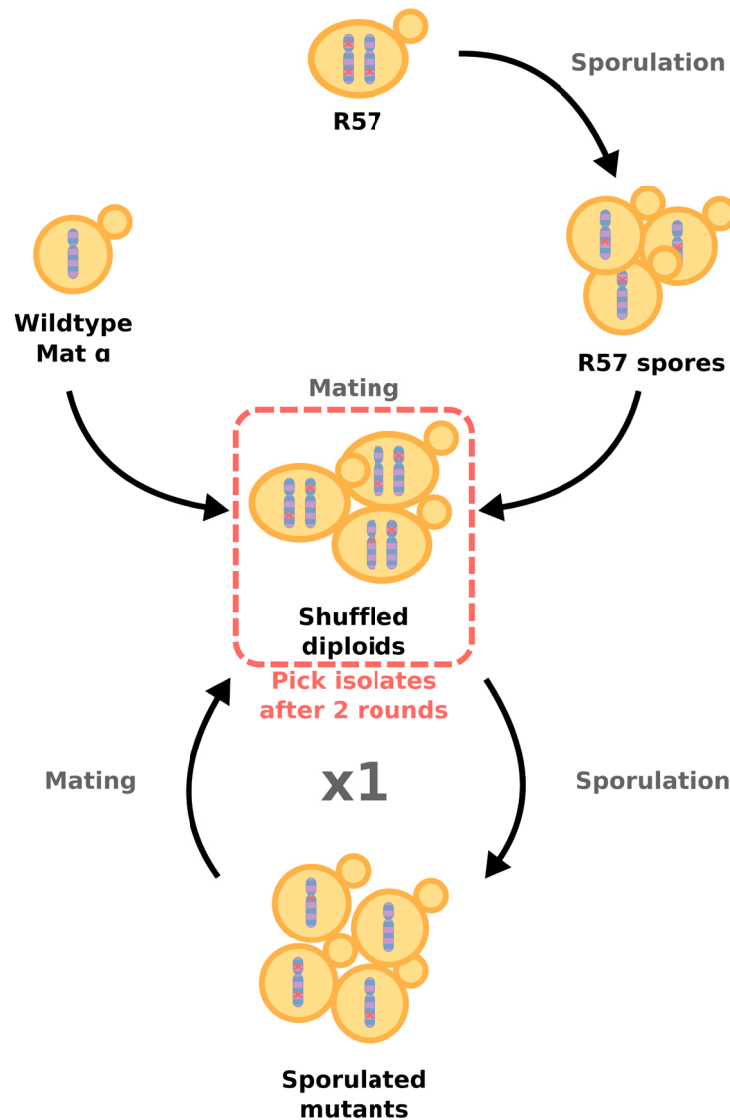 Sporulation
R57
Wildtype
Mat α
R57 spores
Mating
Shuffled
diploids
Pick isolates
after 2 rounds
Mating
x1
Sporulation
Sporulated
mutants